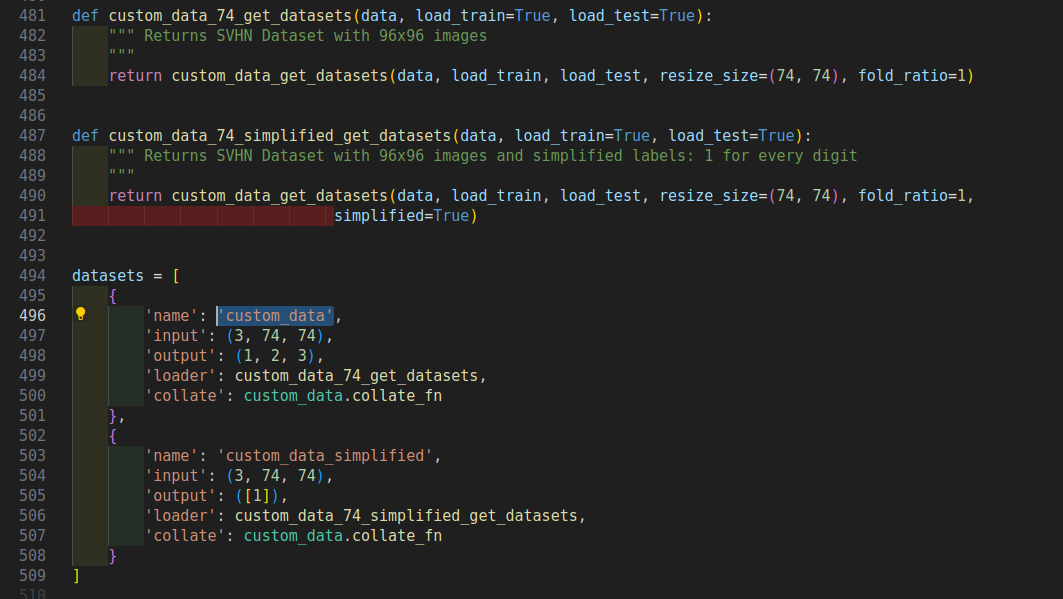 481 def custom_data_74_get_datasets(data, load_train=True, load_test=True):
482     """ Returns SVHN Dataset with 96x96 images
483     """
484     return custom_data_get_datasets(data, load_train, load_test, resize_size=(74, 74), fold_ratio=1)
485
486
487 def custom_data_74_simplified_get_datasets(data, load_train=True, load_test=True):
488     """ Returns SVHN Dataset with 96x96 images and simplified labels: 1 for every digit
489     """
490     return custom_data_get_datasets(data, load_train, load_test, resize_size=(74, 74), fold_ratio=1,
491                              simplified=True)
492
493
494 datasets = [
495     {
496         'name': 'custom_data',
497         'input': (3, 74, 74),
498         'output': (1, 2, 3),
499         'loader': custom_data_74_get_datasets,
500         'collate': custom_data.collate_fn
501     },
502     {
503         'name': 'custom_data_simplified',
504         'input': (3, 74, 74),
505         'output': ([1]),
506         'loader': custom_data_74_simplified_get_datasets,
507         'collate': custom_data.collate_fn
508     }
509 ]
510